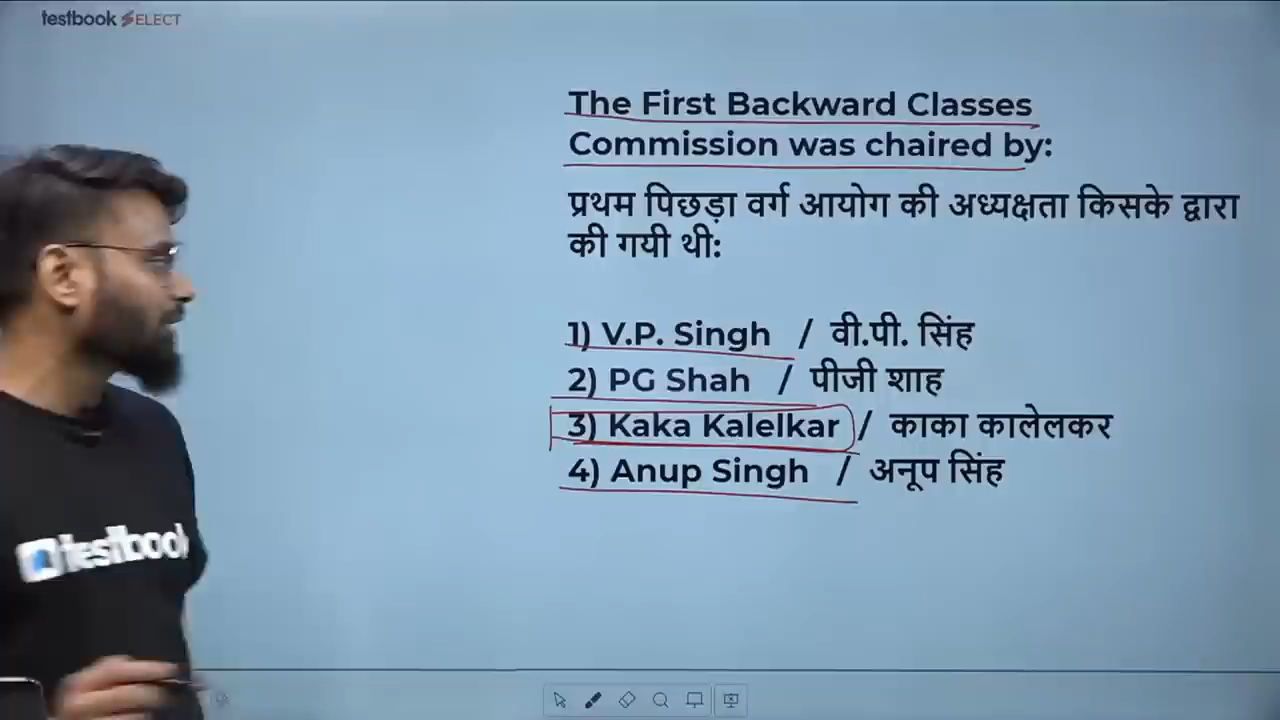 testbook SELECT
The First Backward Classes
Commission was chaired by:
प्रथम पिछड़ा वर्ग आयोग की अध्यक्षता किसके द्वारा
की गयी थी:
1) V.P. Singh / वी.पी. सिंह
2) PG Shah / पीजी शाह
3) Kaka Kalelkar / काका कालेलकर
4) Anup Singh / अनूप सिंह
testbook